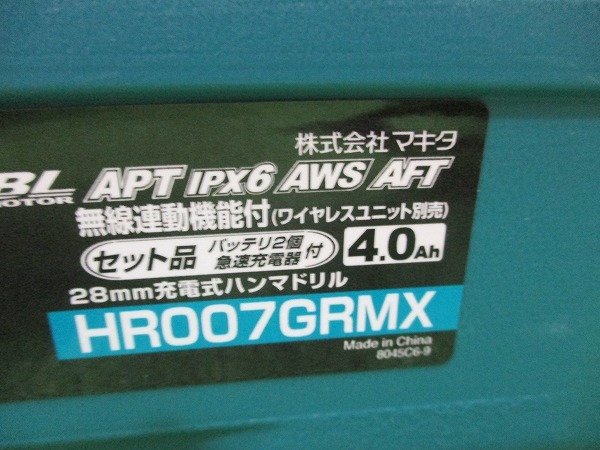 株式会社 マキタ
BL MOTOR APT IPX6 AWS AFT
無線連動機能付(ワイヤレスユニット別売)
セット品 バッテリ2個 急速充電器 付 4.0Ah
28mm充電式ハンマドリル
HR007GRMX
Made in China
8045C6-9